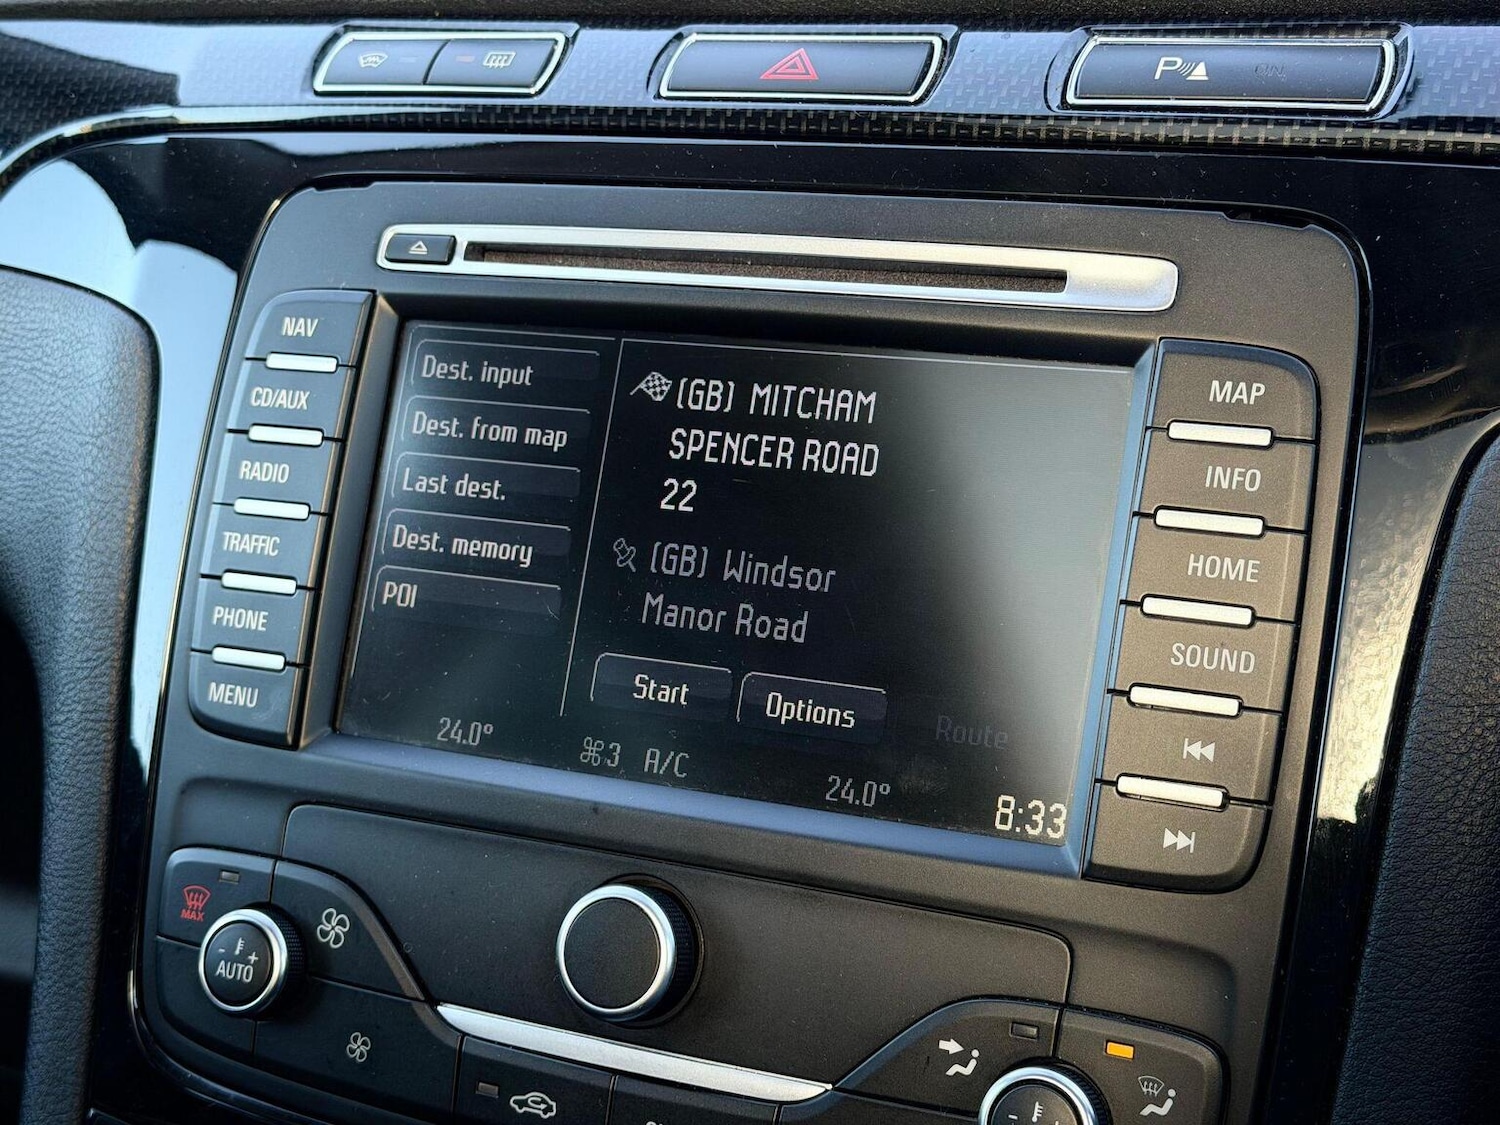 P ON
NAV
CD/AUX
RADIO
TRAFFIC
PHONE
MENU
Dest. input
Dest. from map
Last dest.
Dest. memory
POI
(GB) MITCHAM
SPENCER ROAD
22
(GB) Windsor
Manor Road
Start
Options
Route
24.0°
3 A/C
24.0°
8:33
MAP
INFO
HOME
SOUND
MAX
- +
AUTO
-